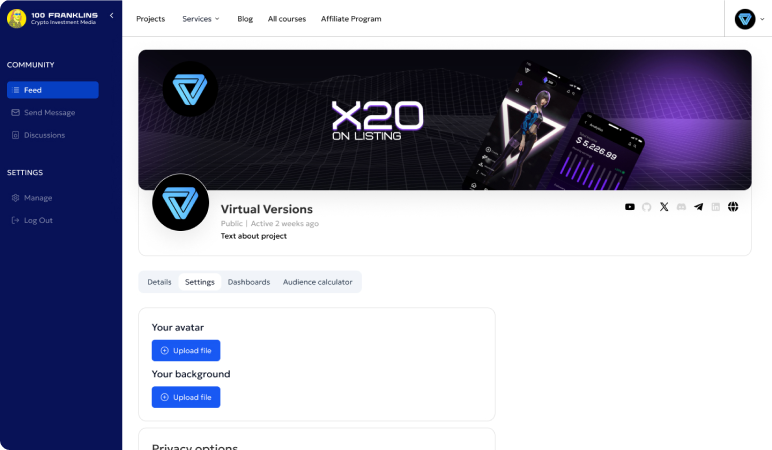 100 FRANKLINS
Crypto Investment Media
Projects
Services
Blog
All courses
Affiliate Program
COMMUNITY
Feed
Send Message
Discussions
SETTINGS
Manage
Log Out
X20
ON LISTING
$ 5,226.99
Virtual Versions
Public | Active 2 weeks ago
Text about project
Details
Settings
Dashboards
Audience calculator
Your avatar
Upload file
Your background
Upload file
Privacy options